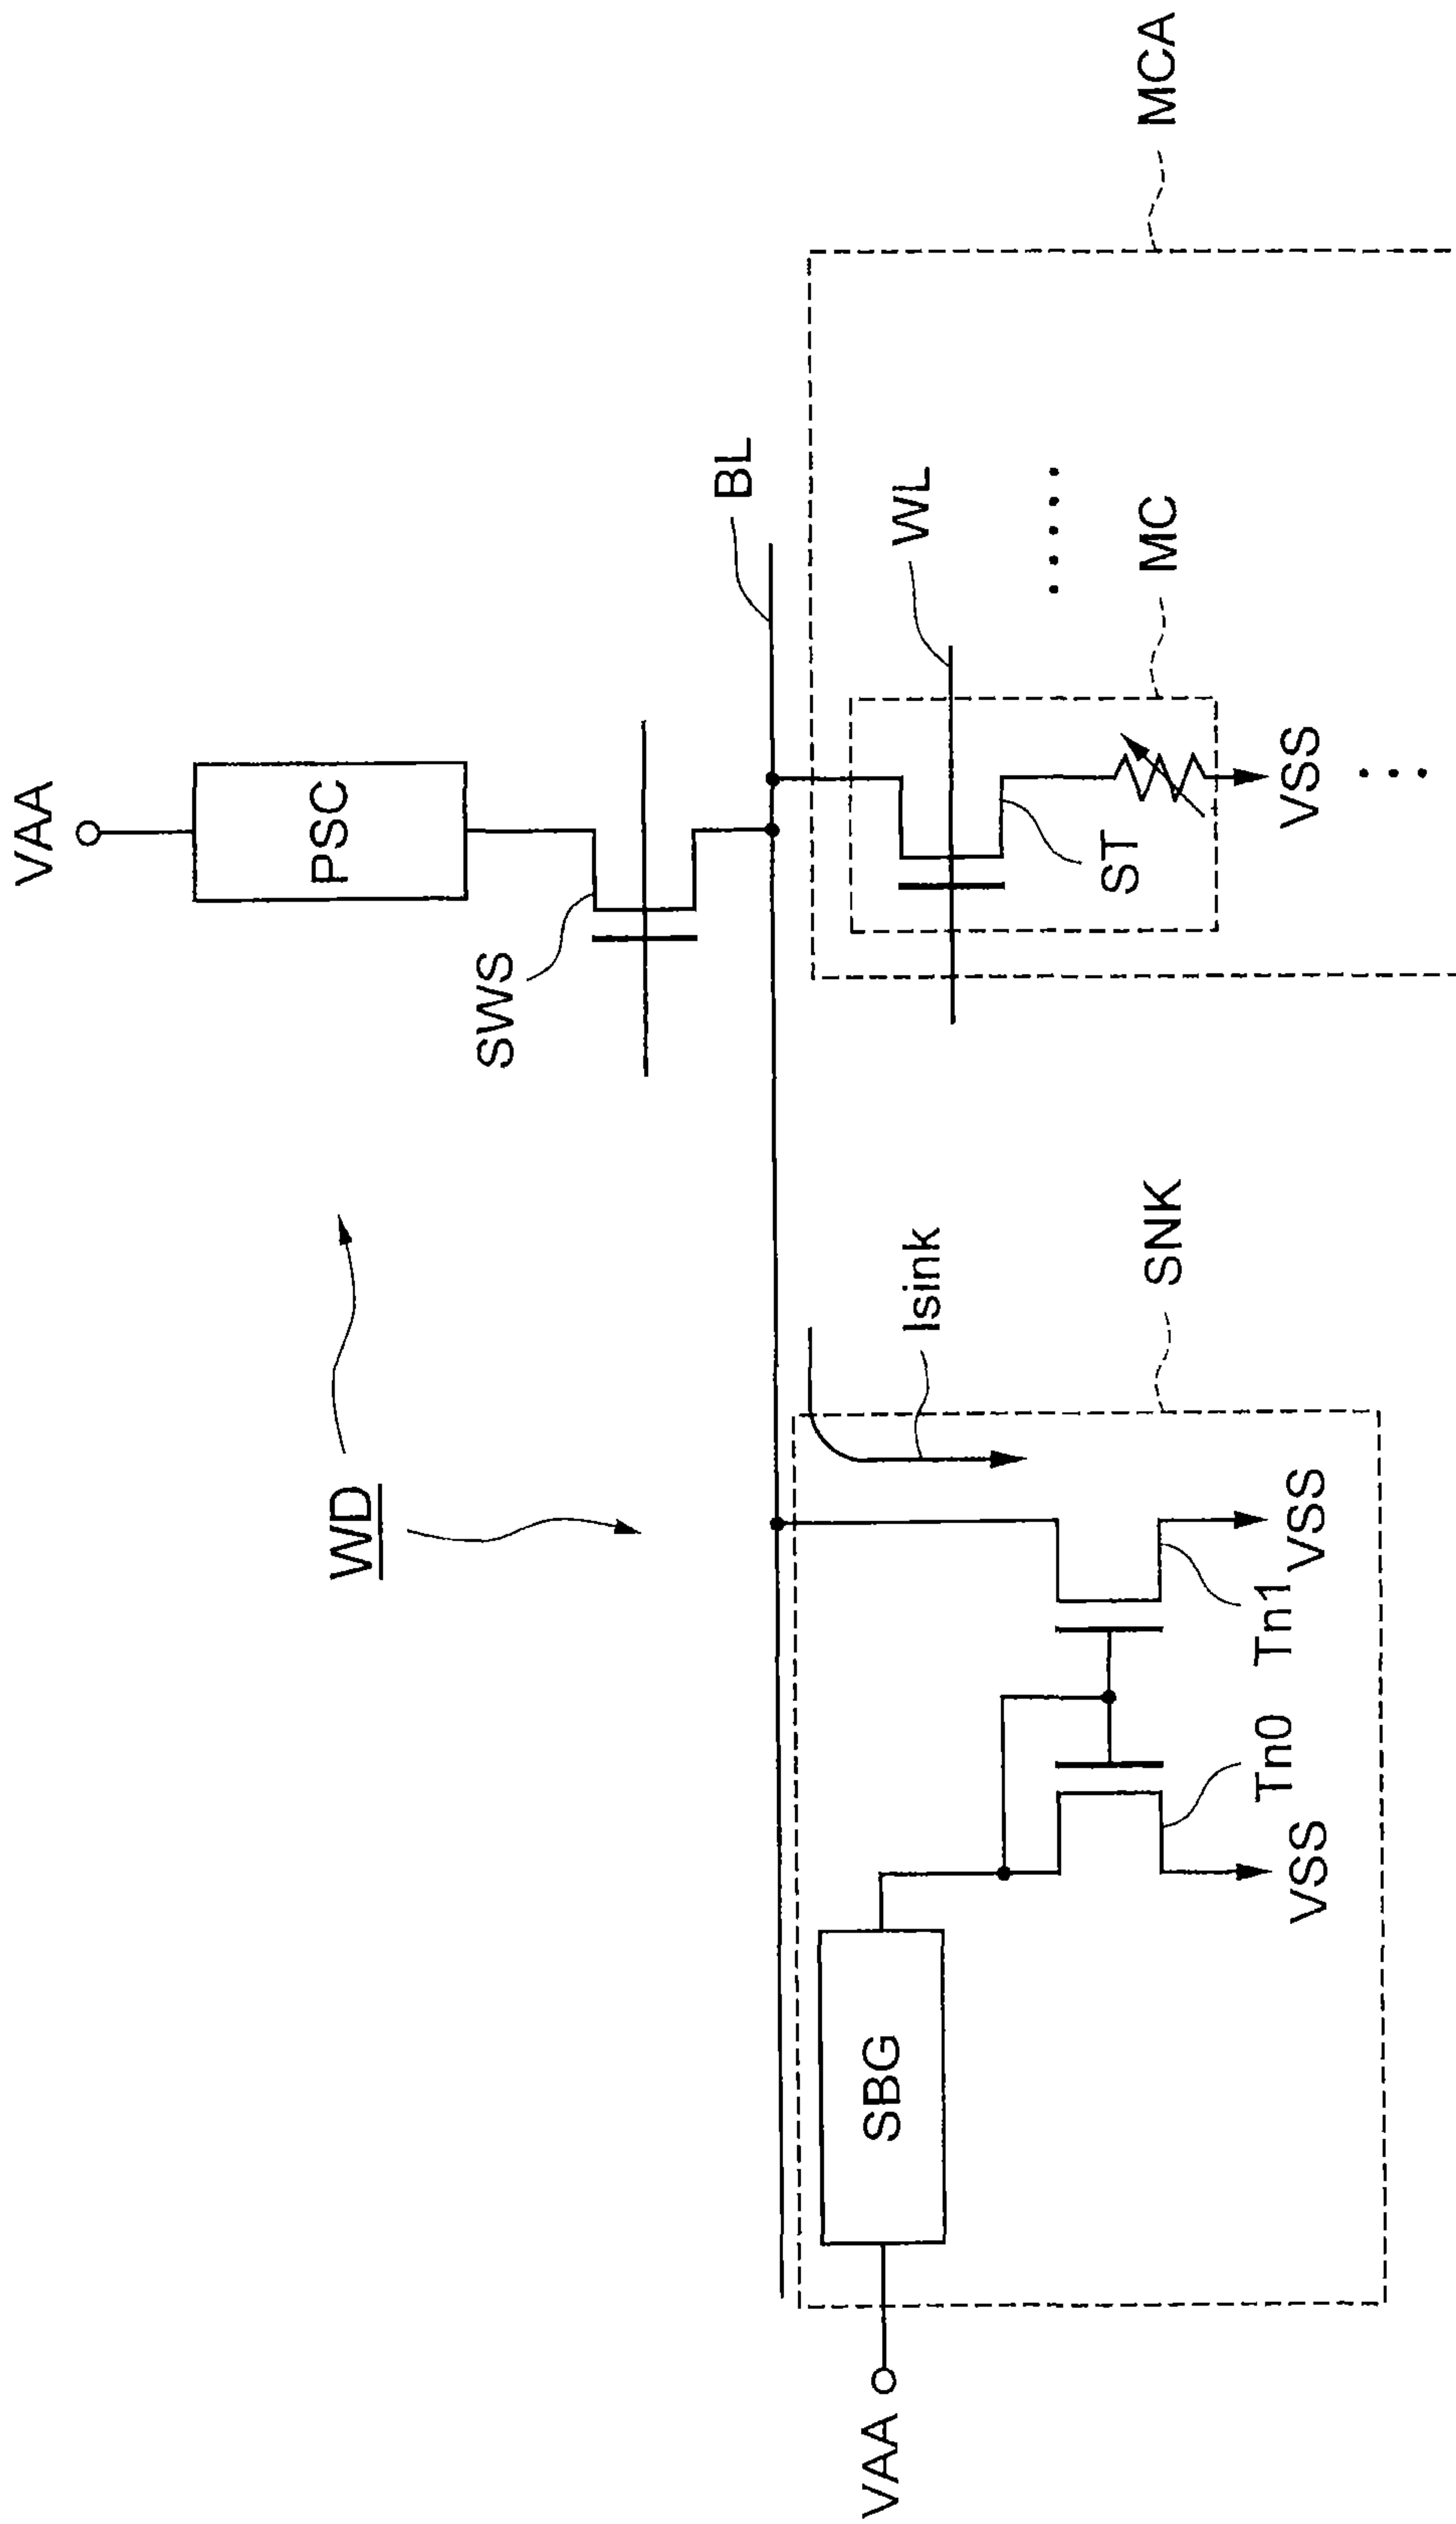 VAA
PSC
SWS
BL
WD
WL
MC
MCA
ST
VSS
Isink
SNK
SBG
VAA
Tn0
Tn1
VSS
VSS